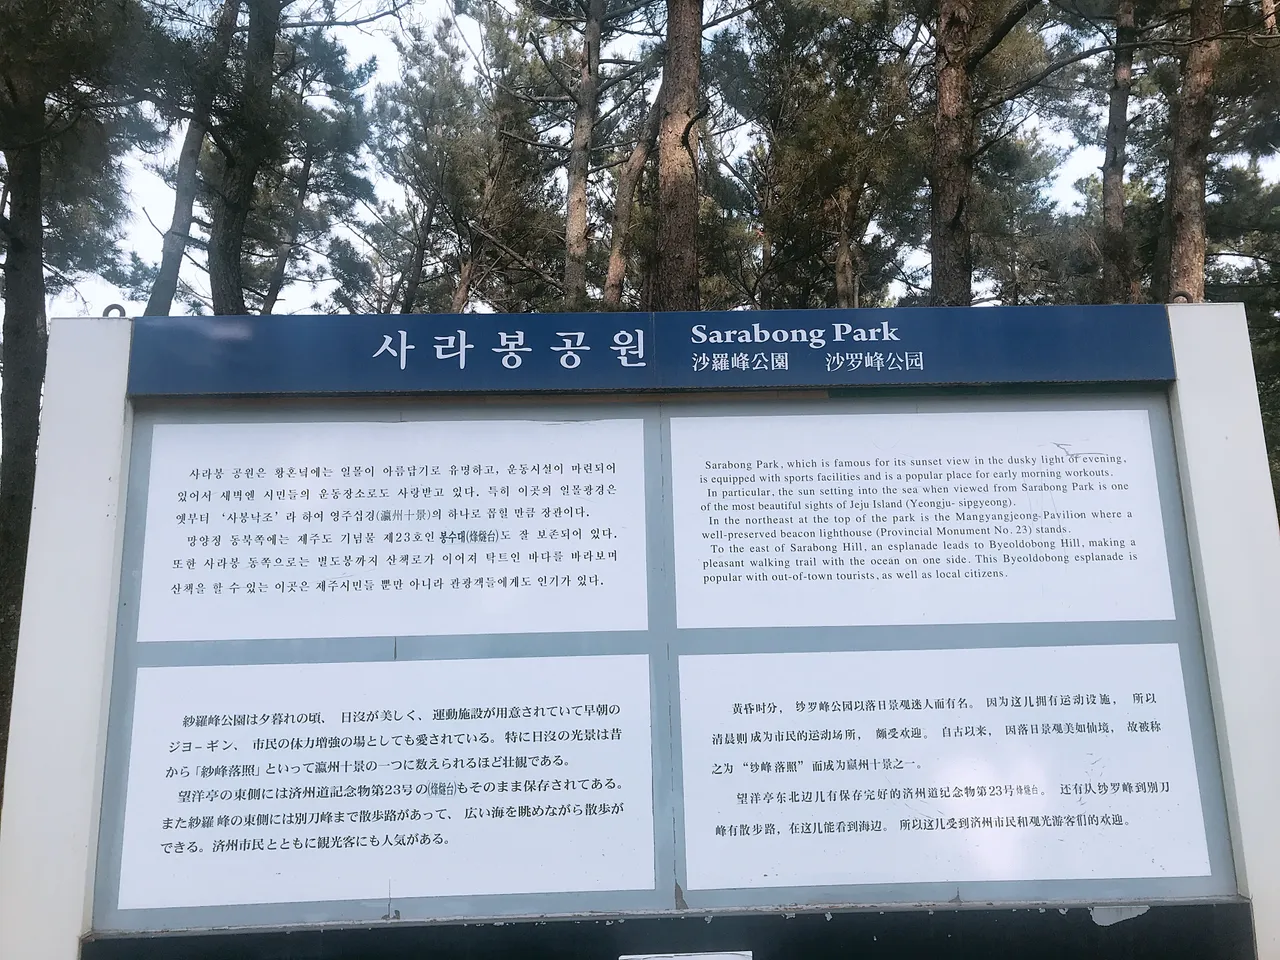 사라봉공원
Sarabong Park
沙羅峰公園 沙罗峰公园
사라봉 공원은 황혼녘에는 일몰이 아름답기로 유명하고, 운동시설이 마련되어
있어서 새벽엔 시민들의 운동장소로도 사랑받고 있다. 특히 이곳의 일몰광경은
옛부터 ‘사봉낙조’라 하여 영주십경(瀛州十景)의 하나로 꼽힐 만큼 장관이다.
망양정 동북쪽에는 제주도 기념물 제23호인 봉수대(烽燧台)도 잘 보존되어 있다.
또한 사라봉 동쪽으로는 별도봉까지 산책로가 이어져 탁트인 바다를 바라보며
산책을 할 수 있는 이곳은 제주시민들 뿐만 아니라 관광객들에게도 인기가 있다.
Sarabong Park, which is famous for its sunset view in the dusky light of evening,
is equipped with sports facilities and is a popular place for early morning workouts.
In particular, the sun setting into the sea when viewed from Sarabong Park is one
of the most beautiful sights of Jeju Island (Yeongju- sipgyeong).
In the northeast at the top of the park is the Mangyangjeong Pavilion where a
well-preserved beacon lighthouse (Provincial Monument No. 23) stands.
To the east of Sarabong Hill, an esplanade leads to Byeoldobong Hill, making a
pleasant walking trail with the ocean on one side. This Byeoldobong esplanade is
popular with out-of-town tourists, as well as local citizens.
紗羅峰公園は夕暮れの頃、 日沒が美しく、 運動施設が用意されていて早朝の
ジヨ-ギン、 市民の体力增强の場としても愛されている。 特に日沒の光景は昔
から「紗峰落照」といって瀛州十景の一つに数えられるほど壮観である。
望洋亭の東側には済州道記念物第23号の(烽燧台)もそのまま保存されてある。
また紗羅 峰の東側には別刀峰まで散歩路があって、 広い海を眺めながら散歩が
できる。済州市民とともに観光客にも人気がある。
黄昏时分， 纱罗峰公园以落日景观迷人而有名。 因为这儿拥有运动设施， 所以
清晨则成为市民的运动场所， 颇受欢迎。 自古以来， 因落日景观美如仙境， 故被称
之为 “纱峰落照” 而成为瀛州十景之一。
望洋亭东北边儿有保存完好的济州道纪念物第23号烽燧台。 还有从纱罗峰到别刀
峰有散步路，在这儿能看到海边。 所以这儿受到济州市民和观光游客们的欢迎。